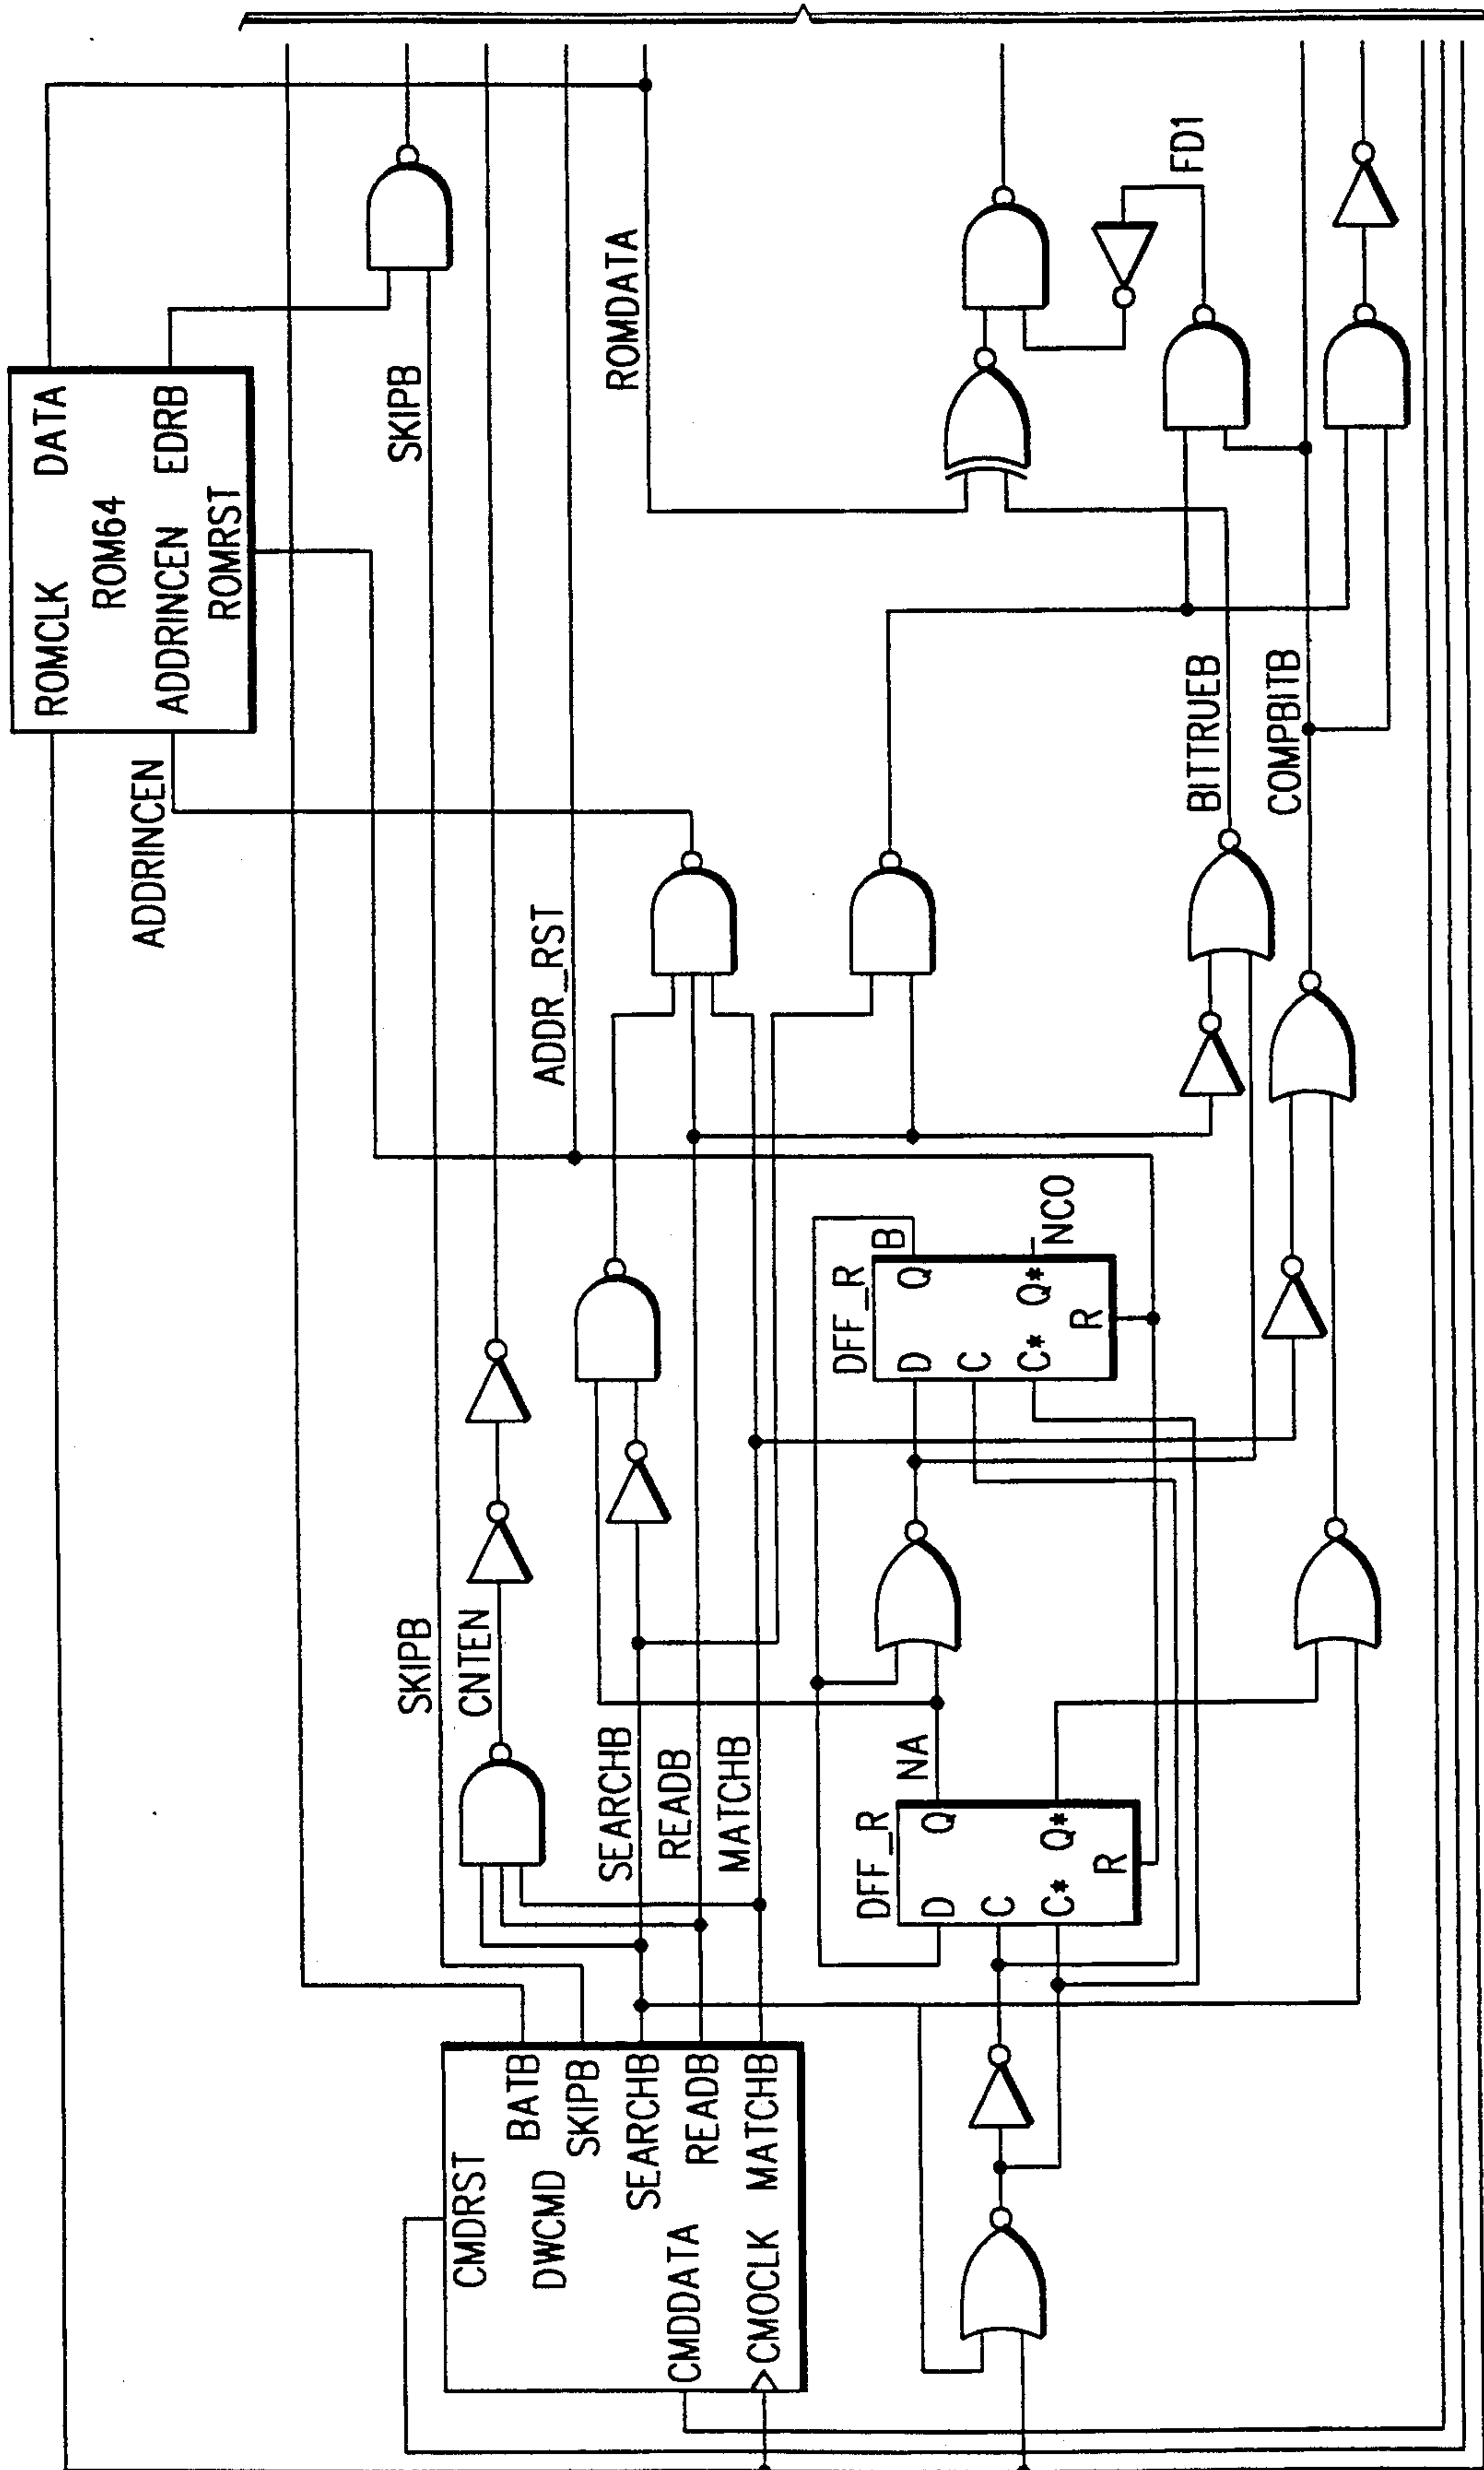 ROMCLK DATA
ROM64
ADDRINCEN EDRB
ROMRST
ADDRINCEN
SKIPB
ROMDATA
FD1
ADDR_RST
BITTRUEB
COMPBITB
DFF_R
D Q
B
C
C* Q*
R
NCO
SKIPB
CNTEN
SEARCHB
READB
MATCHB
NA
DFF_R
D Q
C
C* Q*
R
CMDRST
BATB
DWCMD
SKIPB
SEARCHB
CMDDATA READB
CMOCLK MATCHB